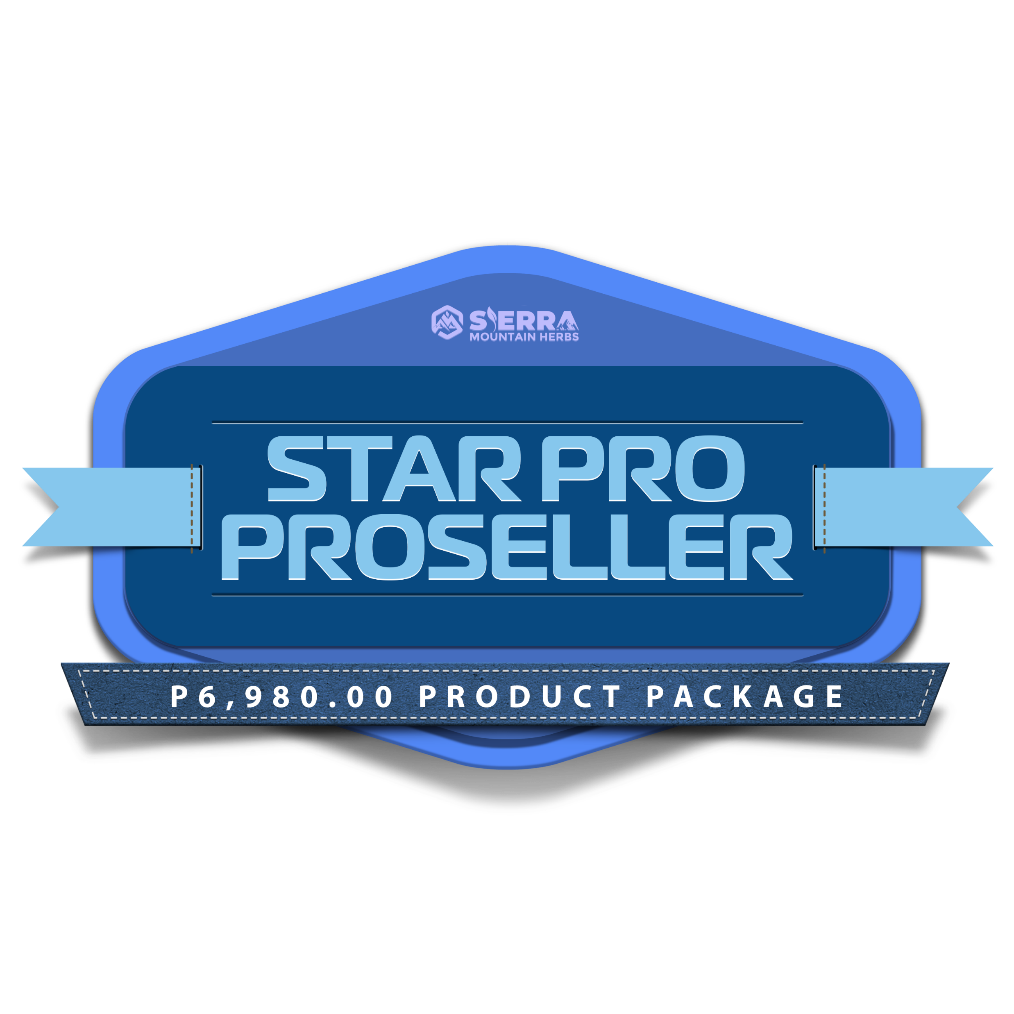 SIERRA
MOUNTAIN HERBS
STAR PRO
PROSELLER
P6,980.00 PRODUCT PACKAGE